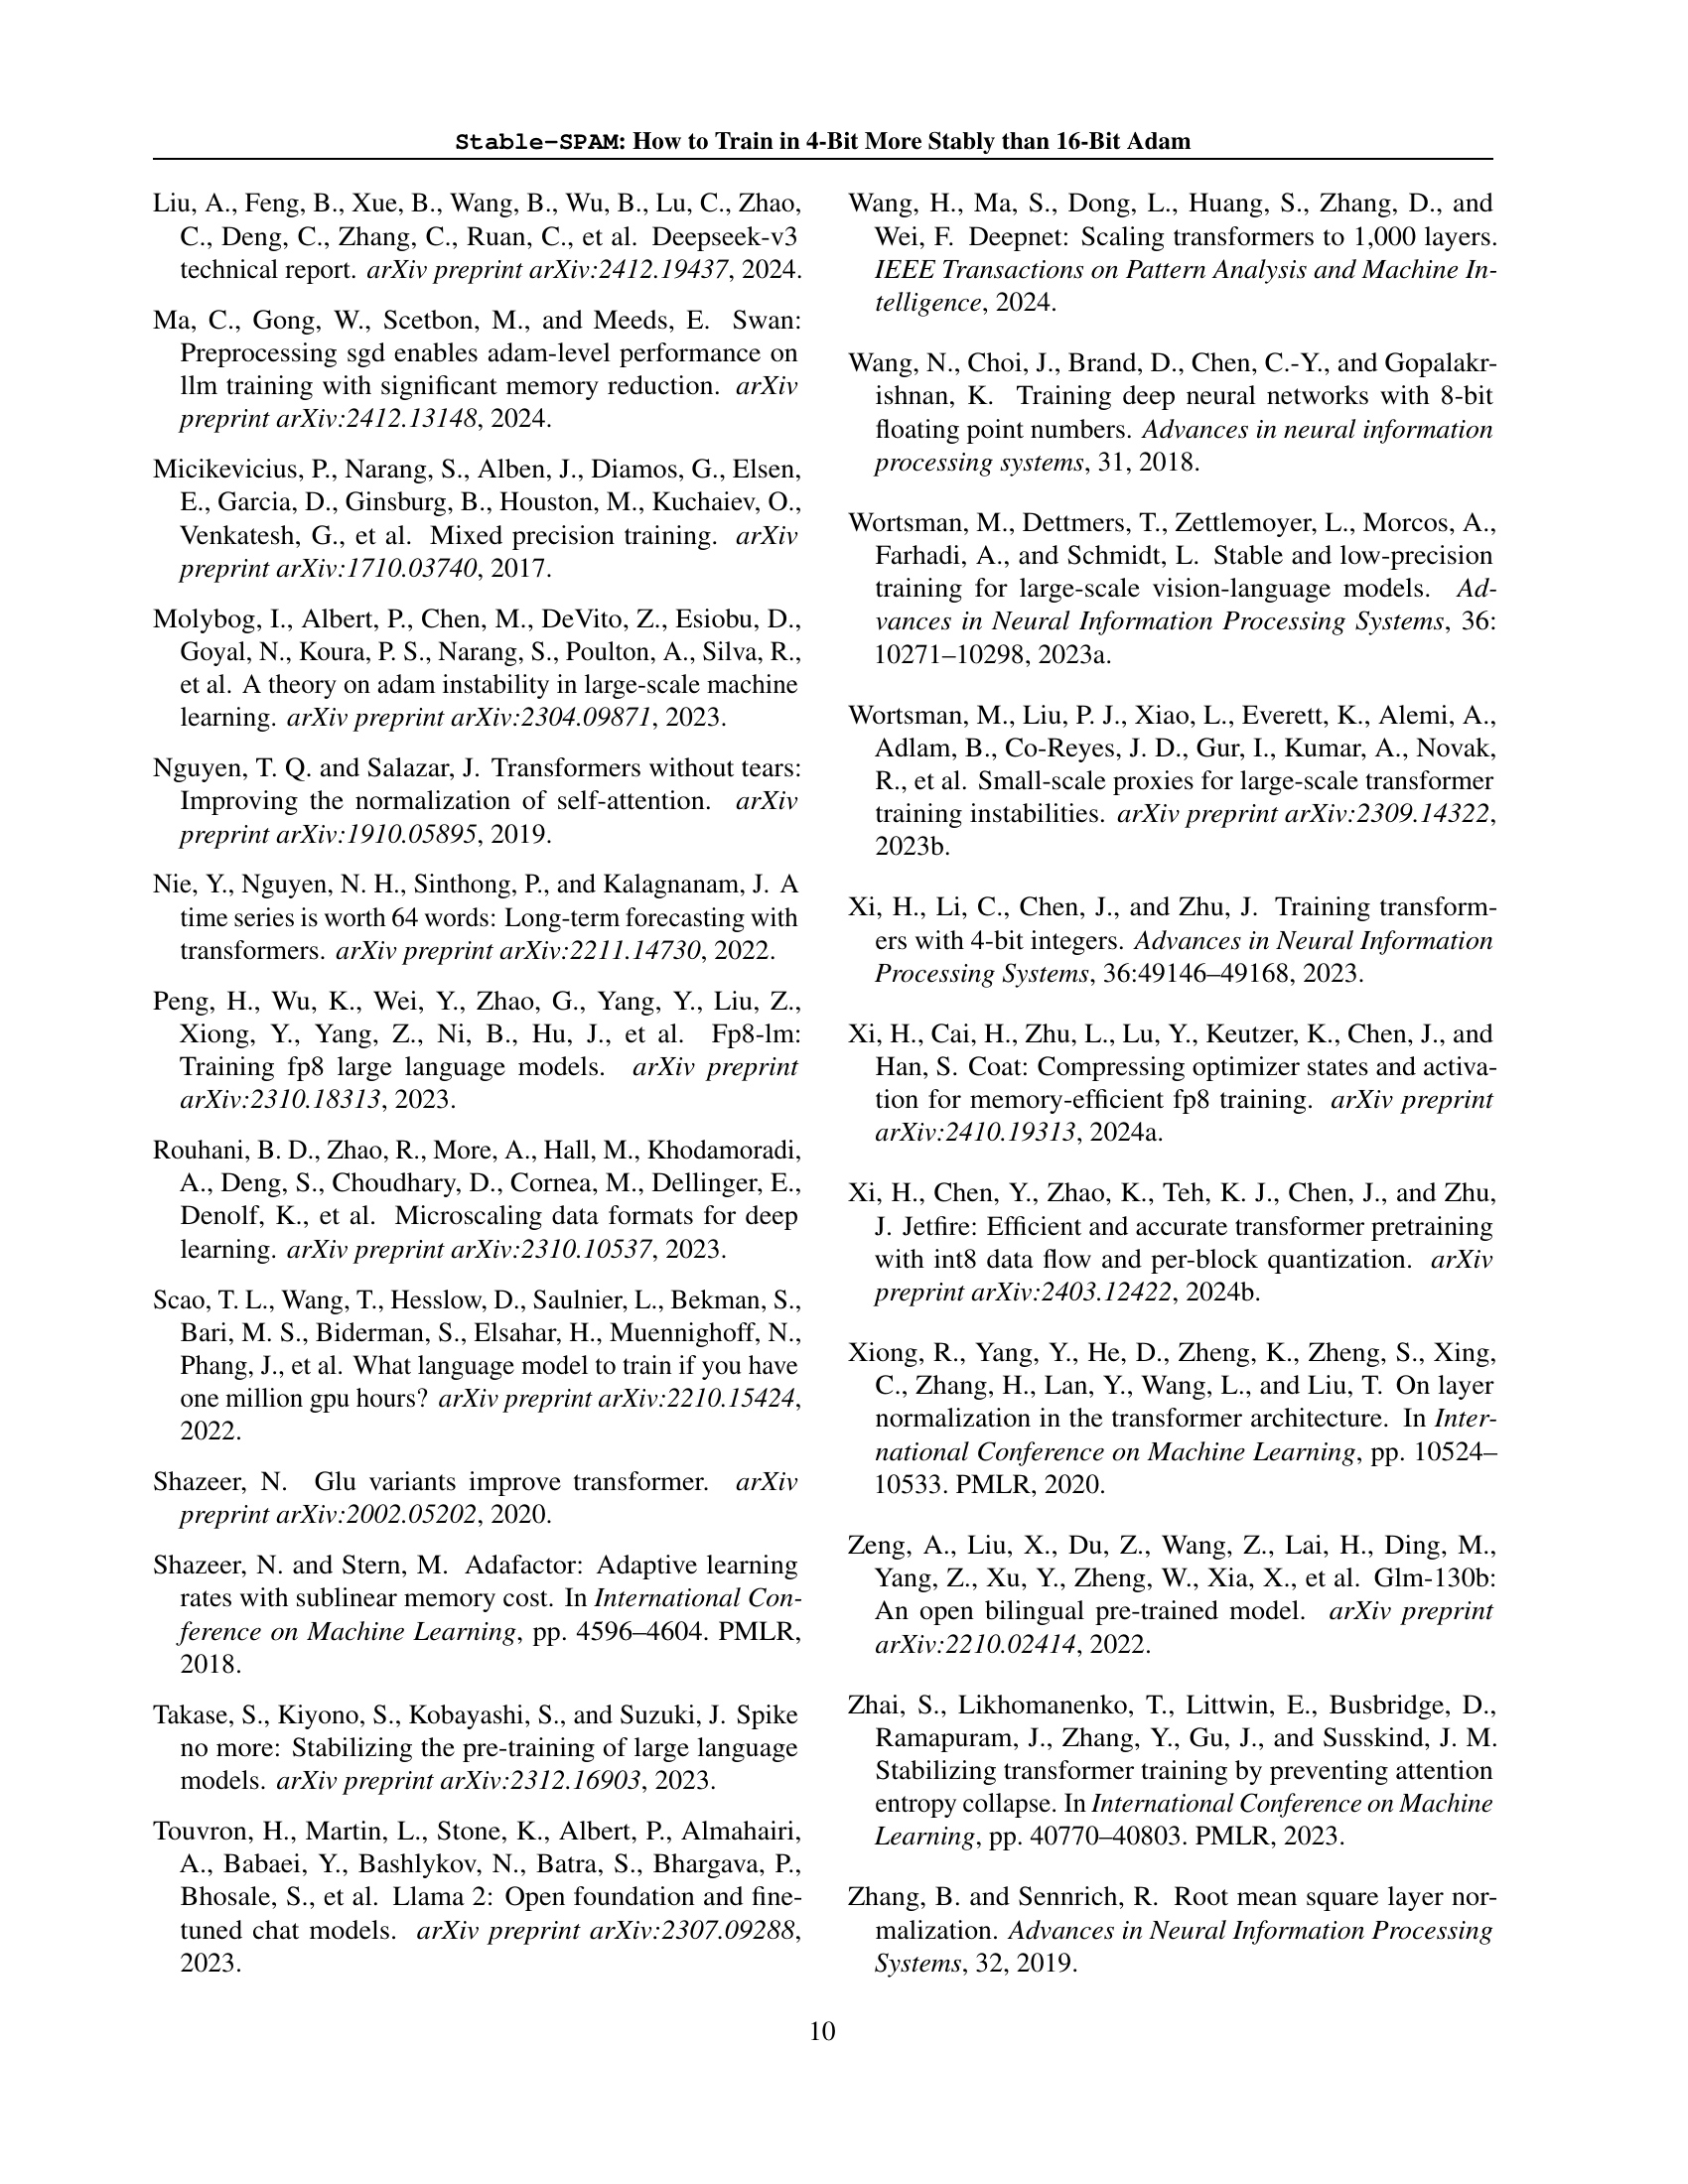 Stable-SPAM: How to Train in 4-Bit More Stably than 16-Bit Adam
Liu, A., Feng, B., Xue, B., Wang, B., Wu, B., Lu, C., Zhao,
C., Deng, C., Zhang, C., Ruan, C., et al. Deepseek-v3
technical report. arXiv preprint arXiv:2412.19437, 2024.
Ma, C., Gong, W., Scetbon, M., and Meeds, E. Swan:
Preprocessing sgd enables adam-level performance on
llm training with significant memory reduction. arXiv
preprint arXiv:2412.13148, 2024.
Micikevicius, P., Narang, S., Alben, J., Diamos, G., Elsen,
E., Garcia, D., Ginsburg, B., Houston, M., Kuchaiev, O.,
Venkatesh, G., et al. Mixed precision training. arXiv
preprint arXiv:1710.03740, 2017.
Molybog, I., Albert, P., Chen, M., DeVito, Z., Esiobu, D.,
Goyal, N., Koura, P. S., Narang, S., Poulton, A., Silva, R.,
et al. A theory on adam instability in large-scale machine
learning. arXiv preprint arXiv:2304.09871, 2023.
Nguyen, T. Q. and Salazar, J. Transformers without tears:
Improving the normalization of self-attention. arXiv
preprint arXiv:1910.05895, 2019.
Nie, Y., Nguyen, N. H., Sinthong, P., and Kalagnanam, J. A
time series is worth 64 words: Long-term forecasting with
transformers. arXiv preprint arXiv:2211.14730, 2022.
Peng, H., Wu, K., Wei, Y., Zhao, G., Yang, Y., Liu, Z.,
Xiong, Y., Yang, Z., Ni, B., Hu, J., et al. Fp8-lm:
Training fp8 large language models. arXiv preprint
arXiv:2310.18313, 2023.
Rouhani, B. D., Zhao, R., More, A., Hall, M., Khodamoradi,
A., Deng, S., Choudhary, D., Cornea, M., Dellinger, E.,
Denolf, K., et al. Microscaling data formats for deep
learning. arXiv preprint arXiv:2310.10537, 2023.
Scao, T. L., Wang, T., Hesslow, D., Saulnier, L., Bekman, S.,
Bari, M. S., Biderman, S., Elsahar, H., Muennighoff, N.,
Phang, J., et al. What language model to train if you have
one million gpu hours? arXiv preprint arXiv:2210.15424,
2022.
Shazeer, N. Glu variants improve transformer. arXiv
preprint arXiv:2002.05202, 2020.
Shazeer, N. and Stern, M. Adafactor: Adaptive learning
rates with sublinear memory cost. In International Con-
ference on Machine Learning, pp. 4596–4604. PMLR,
2018.
Takase, S., Kiyono, S., Kobayashi, S., and Suzuki, J. Spike
no more: Stabilizing the pre-training of large language
models. arXiv preprint arXiv:2312.16903, 2023.
Touvron, H., Martin, L., Stone, K., Albert, P., Almahairi,
A., Babaei, Y., Bashlykov, N., Batra, S., Bhargava, P.,
Bhosale, S., et al. Llama 2: Open foundation and fine-
tuned chat models. arXiv preprint arXiv:2307.09288,
2023.
Wang, H., Ma, S., Dong, L., Huang, S., Zhang, D., and
Wei, F. Deepnet: Scaling transformers to 1,000 layers.
IEEE Transactions on Pattern Analysis and Machine In-
telligence, 2024.
Wang, N., Choi, J., Brand, D., Chen, C.-Y., and Gopalakr-
ishnan, K. Training deep neural networks with 8-bit
floating point numbers. Advances in neural information
processing systems, 31, 2018.
Wortsman, M., Dettmers, T., Zettlemoyer, L., Morcos, A.,
Farhadi, A., and Schmidt, L. Stable and low-precision
training for large-scale vision-language models. Ad-
vances in Neural Information Processing Systems, 36:
10271–10298, 2023a.
Wortsman, M., Liu, P. J., Xiao, L., Everett, K., Alemi, A.,
Adlam, B., Co-Reyes, J. D., Gur, I., Kumar, A., Novak,
R., et al. Small-scale proxies for large-scale transformer
training instabilities. arXiv preprint arXiv:2309.14322,
2023b.
Xi, H., Li, C., Chen, J., and Zhu, J. Training transform-
ers with 4-bit integers. Advances in Neural Information
Processing Systems, 36:49146–49168, 2023.
Xi, H., Cai, H., Zhu, L., Lu, Y., Keutzer, K., Chen, J., and
Han, S. Coat: Compressing optimizer states and activa-
tion for memory-efficient fp8 training. arXiv preprint
arXiv:2410.19313, 2024a.
Xi, H., Chen, Y., Zhao, K., Teh, K. J., Chen, J., and Zhu,
J. Jetfire: Efficient and accurate transformer pretraining
with int8 data flow and per-block quantization. arXiv
preprint arXiv:2403.12422, 2024b.
Xiong, R., Yang, Y., He, D., Zheng, K., Zheng, S., Xing,
C., Zhang, H., Lan, Y., Wang, L., and Liu, T. On layer
normalization in the transformer architecture. In Inter-
national Conference on Machine Learning, pp. 10524–
10533. PMLR, 2020.
Zeng, A., Liu, X., Du, Z., Wang, Z., Lai, H., Ding, M.,
Yang, Z., Xu, Y., Zheng, W., Xia, X., et al. Glm-130b:
An open bilingual pre-trained model. arXiv preprint
arXiv:2210.02414, 2022.
Zhai, S., Likhomanenko, T., Littwin, E., Busbridge, D.,
Ramapuram, J., Zhang, Y., Gu, J., and Susskind, J. M.
Stabilizing transformer training by preventing attention
entropy collapse. In International Conference on Machine
Learning, pp. 40770–40803. PMLR, 2023.
Zhang, B. and Sennrich, R. Root mean square layer nor-
malization. Advances in Neural Information Processing
Systems, 32, 2019.
10